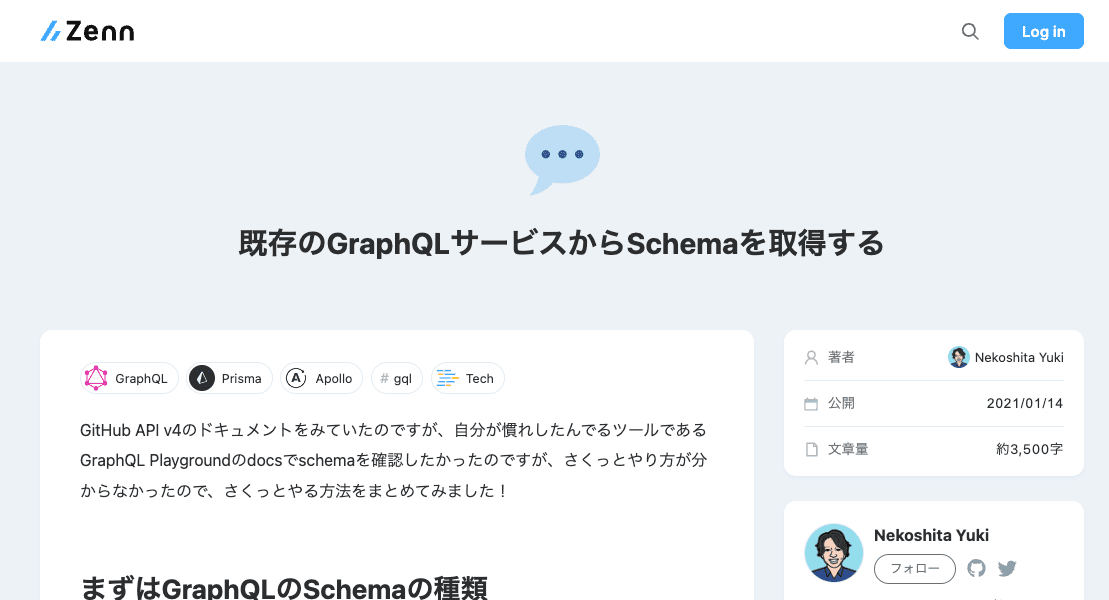 Zenn
Log in
既存のGraphQLサービスからSchemaを取得する
GraphQL
Prisma
Apollo
# gql
Tech
GitHub API v4のドキュメントをみていたのですが、自分が慣れしたんでるツールである
GraphQL Playgroundのdocsでschemaを確認したかったのですが、さくっとやり方が分
からなかったので、さくっとやる方法をまとめてみました！
まずはGraphQLのSchemaの種類
著者 Nekoshita Yuki
公開 2021/01/14
文章量 約3,500字
Nekoshita Yuki
フォロー